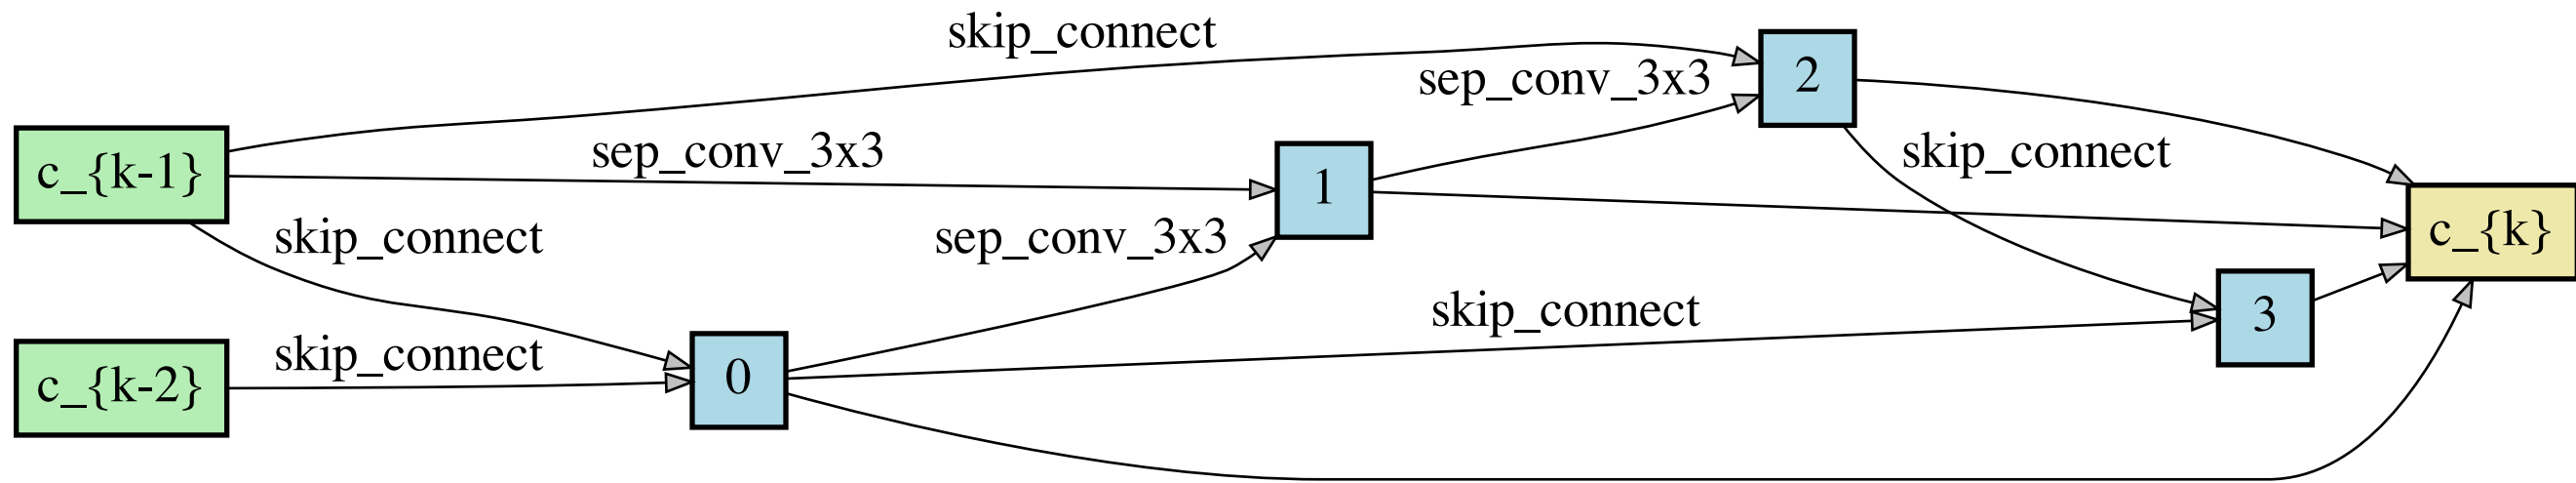 skip_connect
2
sep_conv_3x3
c_{k-1}
sep_conv_3x3
1
skip_connect
skip_connect
sep_conv_3x3
c_{k}
skip_connect
3
c_{k-2}
skip_connect
0